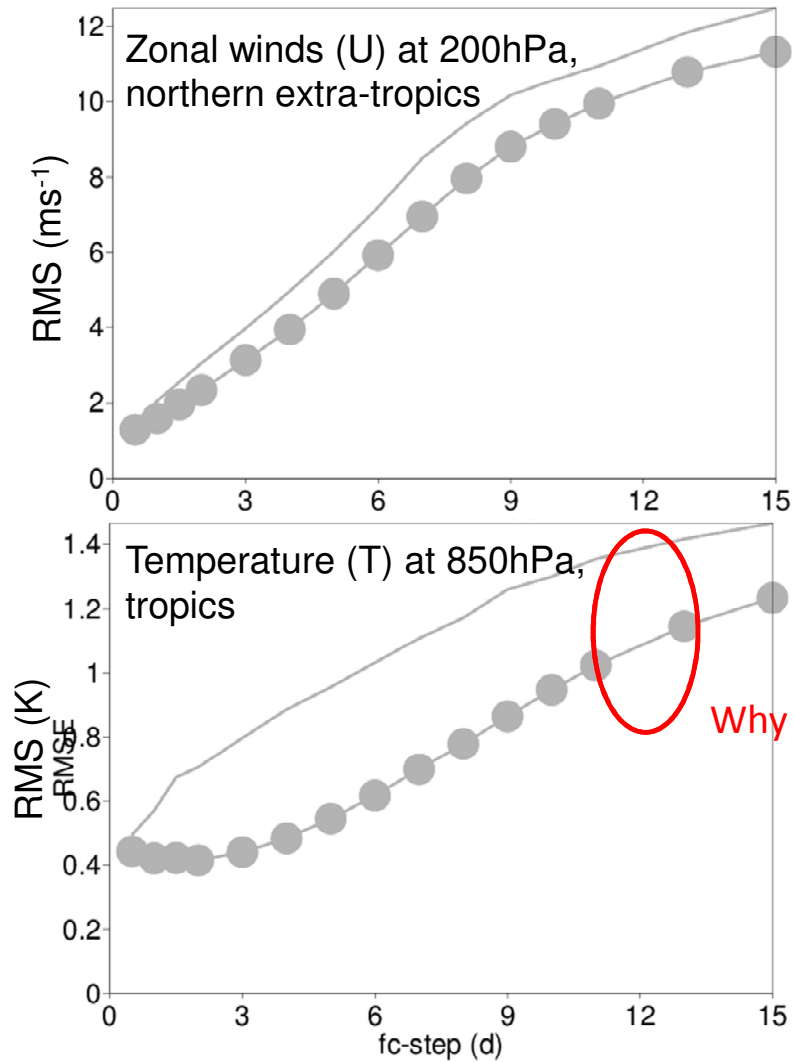 Zonal winds (U) at 200hPa,
northern extra-tropics
RMS (ms⁻¹)
12
10
8
6
4
2
0
0 3 6 9 12 15
Temperature (T) at 850hPa,
tropics
RMS (K)
RMSE
1.4
1.2
1
0.8
0.6
0.4
0.2
0
Why
0 3 6 9 12 15
fc-step (d)